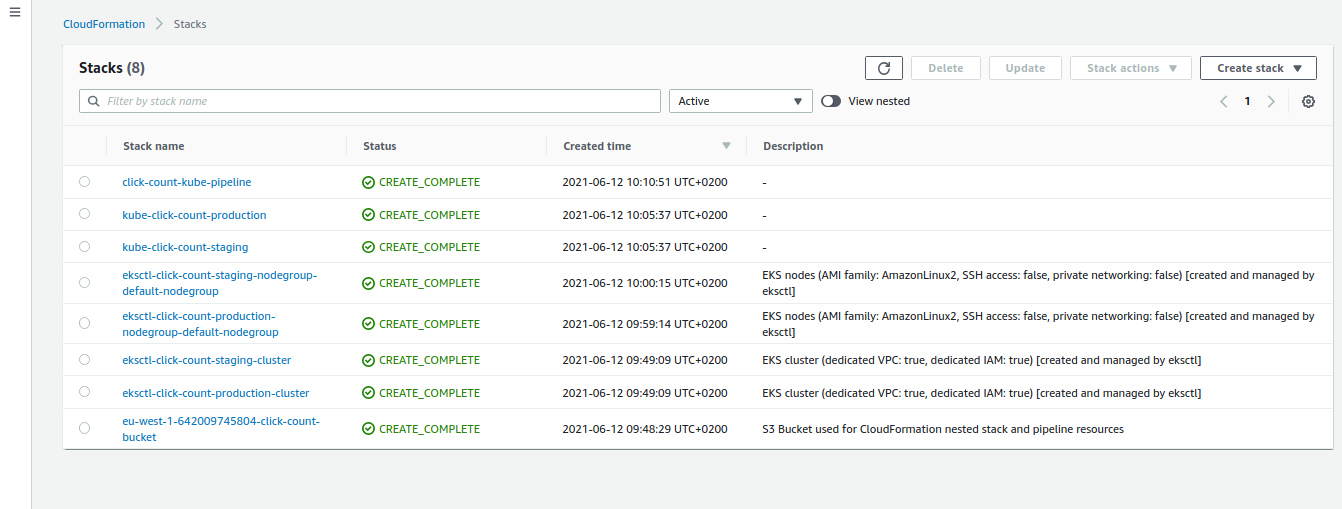 CloudFormation > Stacks
Stacks (8)
Delete
Update
Stack actions
Create stack
Filter by stack name
Active
View nested
1
Stack name Status Created time Description
click-count-kube-pipeline CREATE_COMPLETE 2021-06-12 10:10:51 UTC+0200 -
kube-click-count-production CREATE_COMPLETE 2021-06-12 10:05:37 UTC+0200 -
kube-click-count-staging CREATE_COMPLETE 2021-06-12 10:05:37 UTC+0200 -
eksctl-click-count-staging-nodegroup-
default-nodegroup
CREATE_COMPLETE 2021-06-12 10:00:15 UTC+0200
EKS nodes (AMI family: AmazonLinux2, SSH access: false, private networking: false) [created and managed by
eksctl]
eksctl-click-count-production-
nodegroup-default-nodegroup
CREATE_COMPLETE 2021-06-12 09:59:14 UTC+0200
EKS nodes (AMI family: AmazonLinux2, SSH access: false, private networking: false) [created and managed by
eksctl]
eksctl-click-count-staging-cluster CREATE_COMPLETE 2021-06-12 09:49:09 UTC+0200 EKS cluster (dedicated VPC: true, dedicated IAM: true) [created and managed by eksctl]
eksctl-click-count-production-cluster CREATE_COMPLETE 2021-06-12 09:49:09 UTC+0200 EKS cluster (dedicated VPC: true, dedicated IAM: true) [created and managed by eksctl]
eu-west-1-642009745804-click-count-
bucket
CREATE_COMPLETE 2021-06-12 09:48:29 UTC+0200 S3 Bucket used for CloudFormation nested stack and pipeline resources